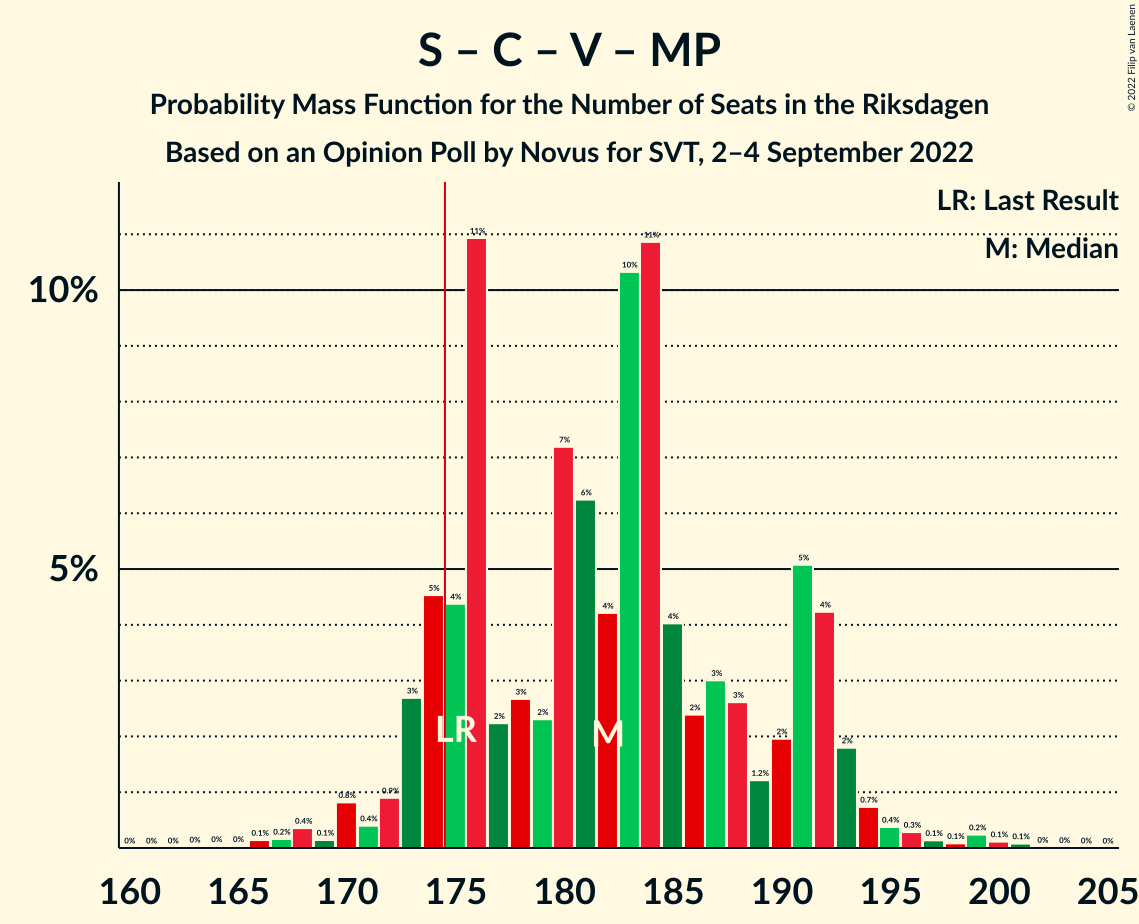 S – C – V – MP
Probability Mass Function for the Number of Seats in the Riksdagen
Based on an Opinion Poll by Novus for SVT, 2–4 September 2022
© 2022 Filip van Laenen
LR: Last Result
M: Median
10%
5%
0% 0% 0% 0% 0% 0% 0.1% 0.2% 0.4% 0.1% 0.8% 0.4% 0.9% 3% 5% 4% 11% 2% 3% 2% 7% 6% 4% 10% 11% 4% 2% 3% 3% 1.2% 2% 5% 4% 2% 0.7% 0.4% 0.3% 0.1% 0.1% 0.2% 0.1% 0.1% 0% 0% 0% 0%
LR M
160 165 170 175 180 185 190 195 200 205